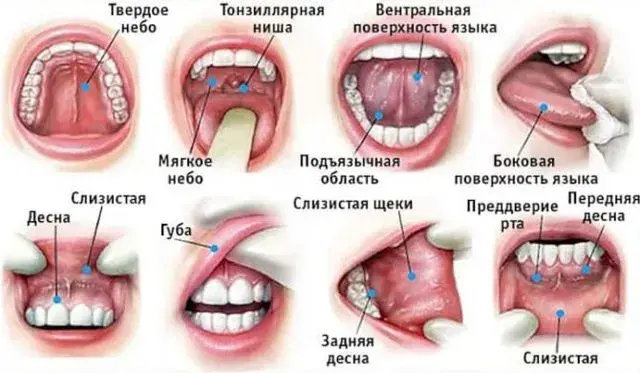 Твердое
небо
Тонзиллярная
ниша
Вентральная
поверхность языка
Мягкое
небо
Подъязычная
область
Боковая
поверхность языка
Десна
Слизистая
Губа
Слизистая щеки
Преддверие
рта
Передняя
десна
Задняя
десна
Слизистая